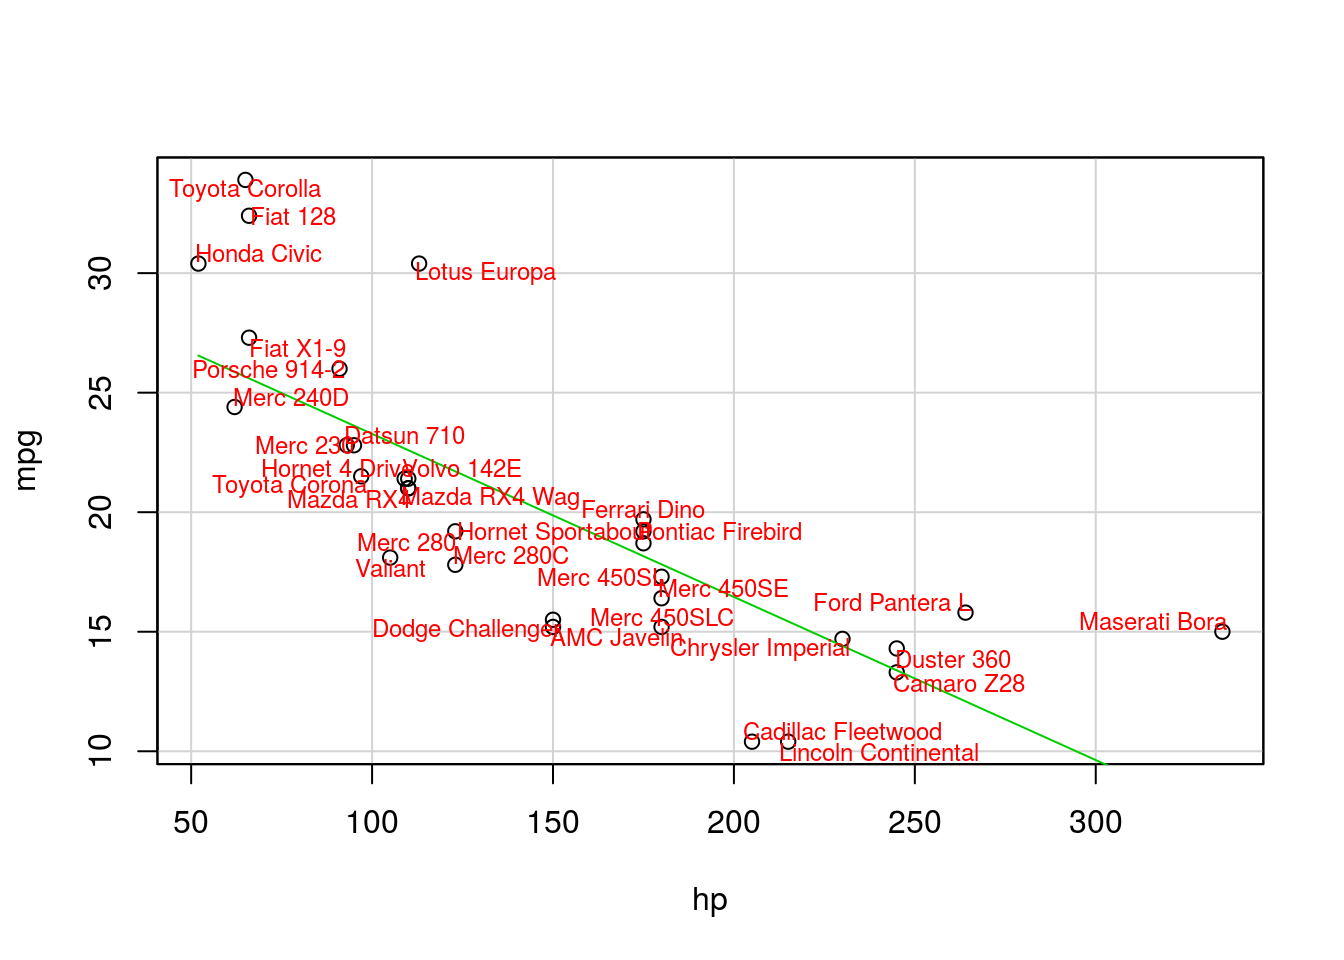 Toyota Corolla
Fiat 128
Honda Civic
Lotus Europa
30
Fiat X1-9
Porsche 914-2
25
Merc 240D
Datsun 710
Merc 230
mpg
Hornet 4 Drive
Volvo 142E
Toyota Corona
Mazda RX4
Mazda RX4 Wag
20
Ferrari Dino
Hornet Sportabout
Pontiac Firebird
Merc 280
Merc 280C
Valiant
Merc 450SL
Merc 450SE
Ford Pantera L
Merc 450SLC
Maserati Bora
15
Dodge Challenger
AMC Javelin
Chrysler Imperial
Duster 360
Camaro Z28
Cadillac Fleetwood
10
Lincoln Continental
50 100 150 200 250 300
hp